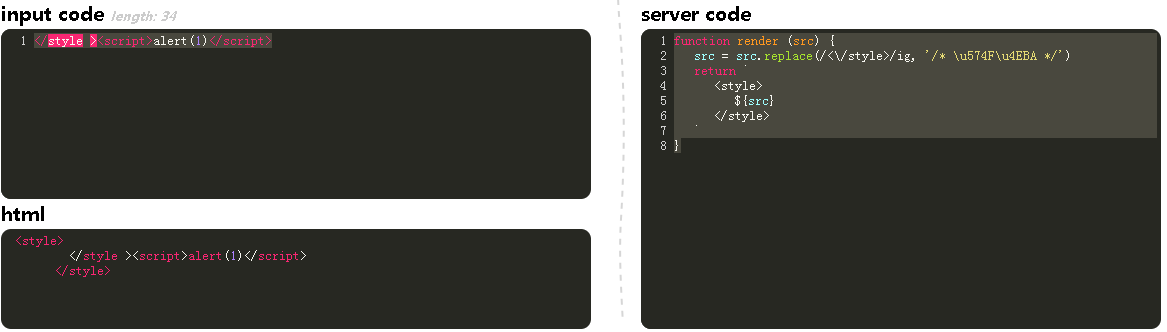 input code length: 34
1 </style ><script>alert(1)</script>
html
<style>
</style ><script>alert(1)</script>
</style>
server code
1 function render (src) {
2 src = src.replace(/<\/style>/ig, '/* \u574F\u4EBA */')
3 return `
4 <style>
5 ${src}
6 </style>
7 `
8 }